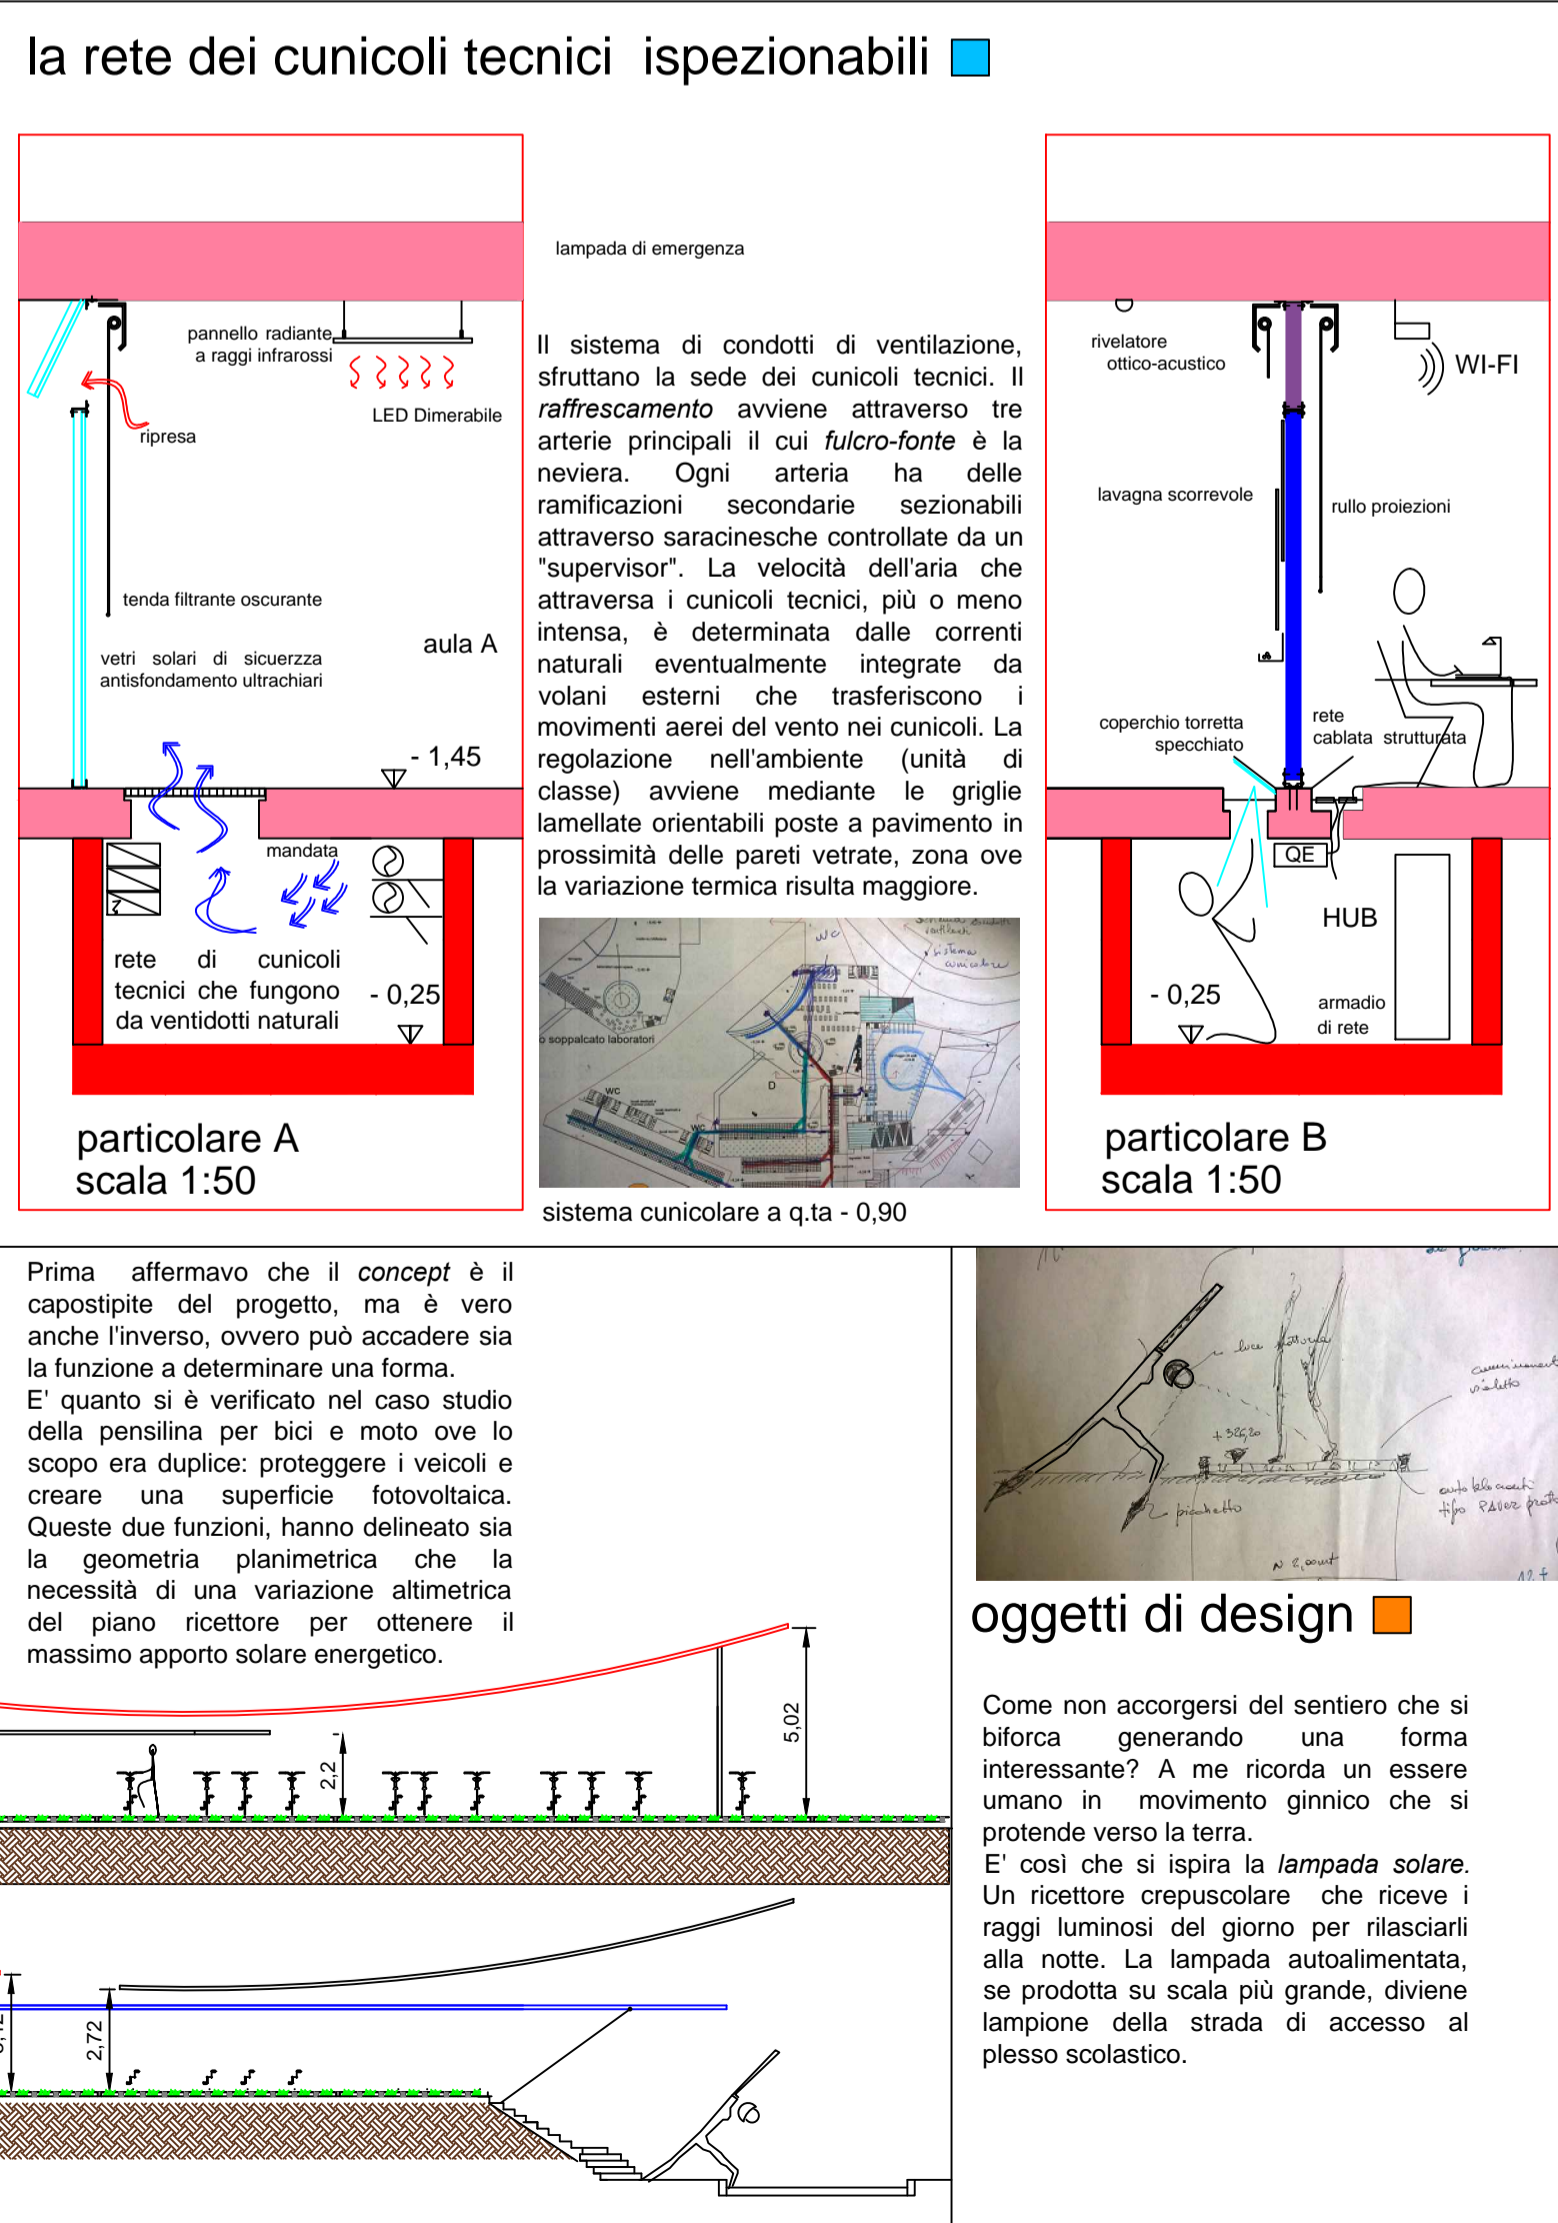 la rete dei cunicoli tecnici ispezionabili
lampada di emergenza
pannello radiante
a raggi infrarossi
LED Dimerabile
ripresa
tenda filtrante oscurante
aula A
vetri solari di sicuerzza
antisfondamento ultrachiari
- 1,45
mandata
rete di cunicoli
tecnici che fungono
da ventidotti naturali
- 0,25
particolare A
scala 1:50
Il sistema di condotti di ventilazione,
sfruttano la sede dei cunicoli tecnici. Il
raffrescamento avviene attraverso tre
arterie principali il cui fulcro-fonte è la
neviera. Ogni arteria ha delle
ramificazioni secondarie sezionabili
attraverso saracinesche controllate da un
"supervisor". La velocità dell'aria che
attraversa i cunicoli tecnici, più o meno
intensa, è determinata dalle correnti
naturali eventualmente integrate da
volani esterni che trasferiscono i
movimenti aerei del vento nei cunicoli. La
regolazione nell'ambiente (unità di
classe) avviene mediante le griglie
lamellate orientabili poste a pavimento in
prossimità delle pareti vetrate, zona ove
la variazione termica risulta maggiore.
WC
ventilanti
sistema
cunicolare
o soppalcato laboratori
D
WC
WC
sistema cunicolare a q.ta - 0,90
rivelatore
ottico-acustico
WI-FI
lavagna scorrevole
rullo proiezioni
coperchio torretta
specchiato
rete
cablata strutturata
QE
HUB
- 0,25
armadio
di rete
particolare B
scala 1:50
Prima affermavo che il concept è il
capostipite del progetto, ma è vero
anche l'inverso, ovvero può accadere sia
la funzione a determinare una forma.
E' quanto si è verificato nel caso studio
della pensilina per bici e moto ove lo
scopo era duplice: proteggere i veicoli e
creare una superficie fotovoltaica.
Queste due funzioni, hanno delineato sia
la geometria planimetrica che la
necessità di una variazione altimetrica
del piano ricettore per ottenere il
massimo apporto solare energetico.
5,02
2,2
2,72
luce notturna
vialetto
+ 326,20
picchetto
autobloccanti
tipo PAVER
oggetti di design
Come non accorgersi del sentiero che si
biforca generando una forma
interessante? A me ricorda un essere
umano in movimento ginnico che si
protende verso la terra.
E' così che si ispira la lampada solare.
Un ricettore crepuscolare che riceve i
raggi luminosi del giorno per rilasciarli
alla notte. La lampada autoalimentata,
se prodotta su scala più grande, diviene
lampione della strada di accesso al
plesso scolastico.